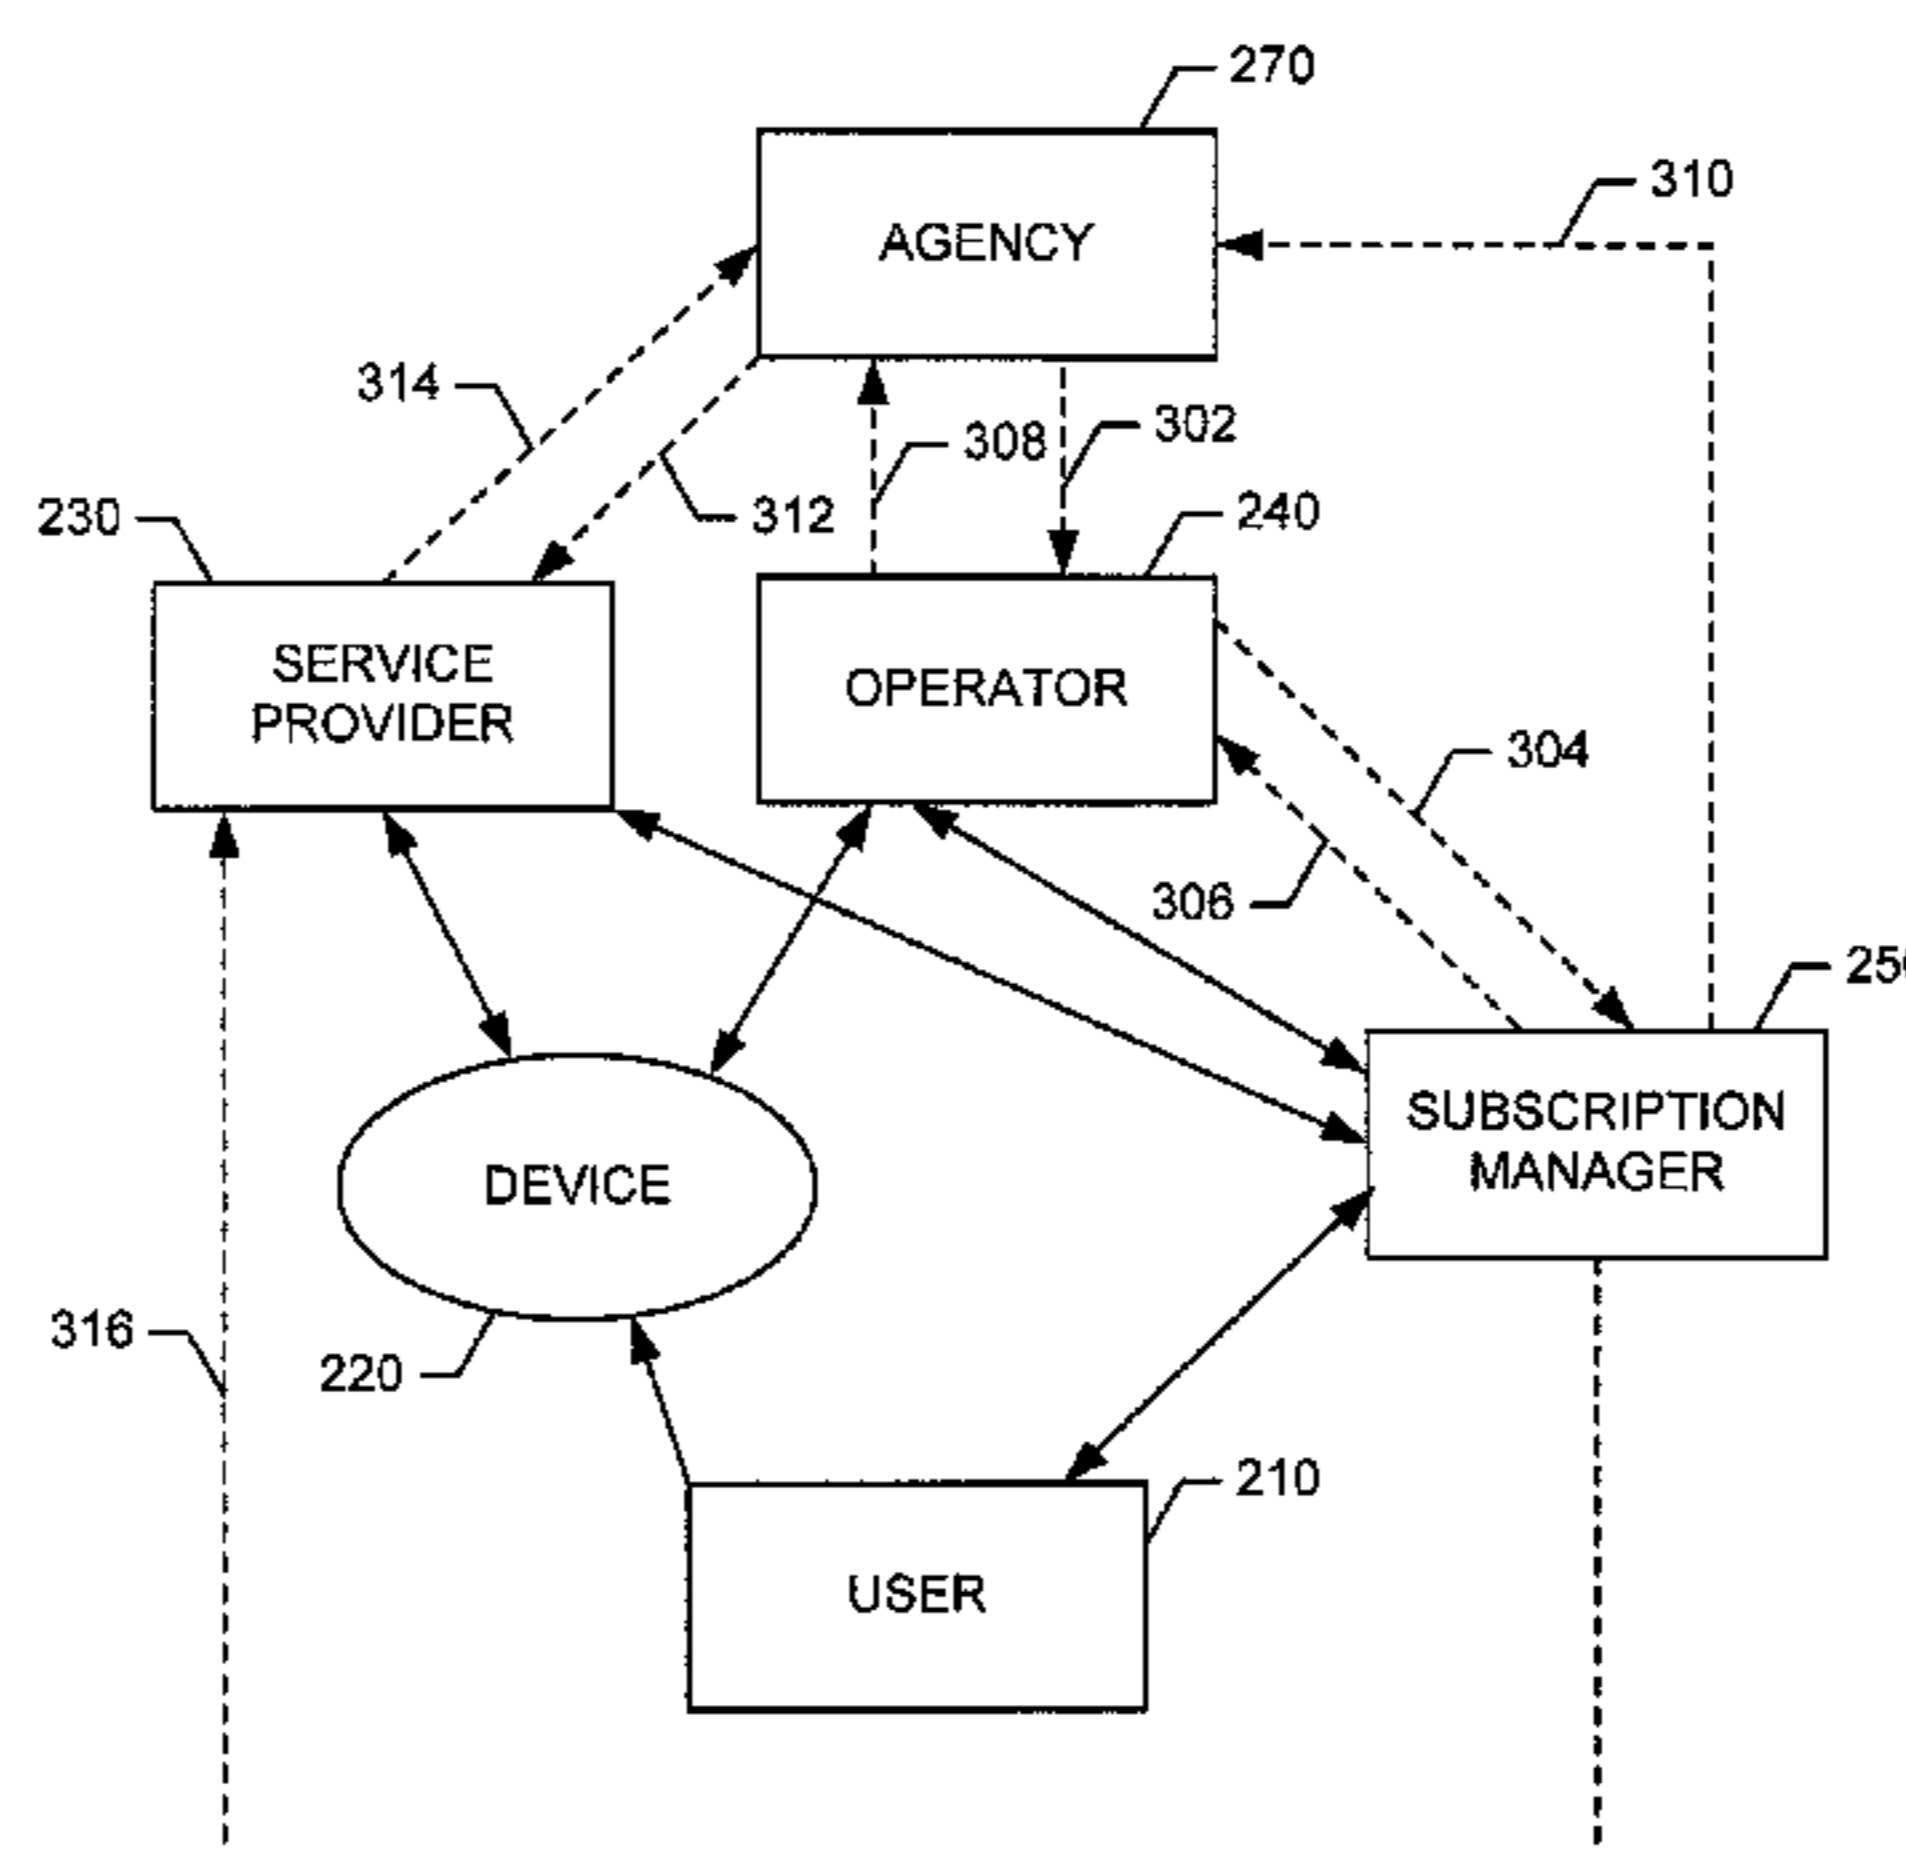 270
310
AGENCY
314
302
308
312
230
240
SERVICE
PROVIDER
OPERATOR
304
306
SUBSCRIPTION
MANAGER
DEVICE
316
220
210
USER